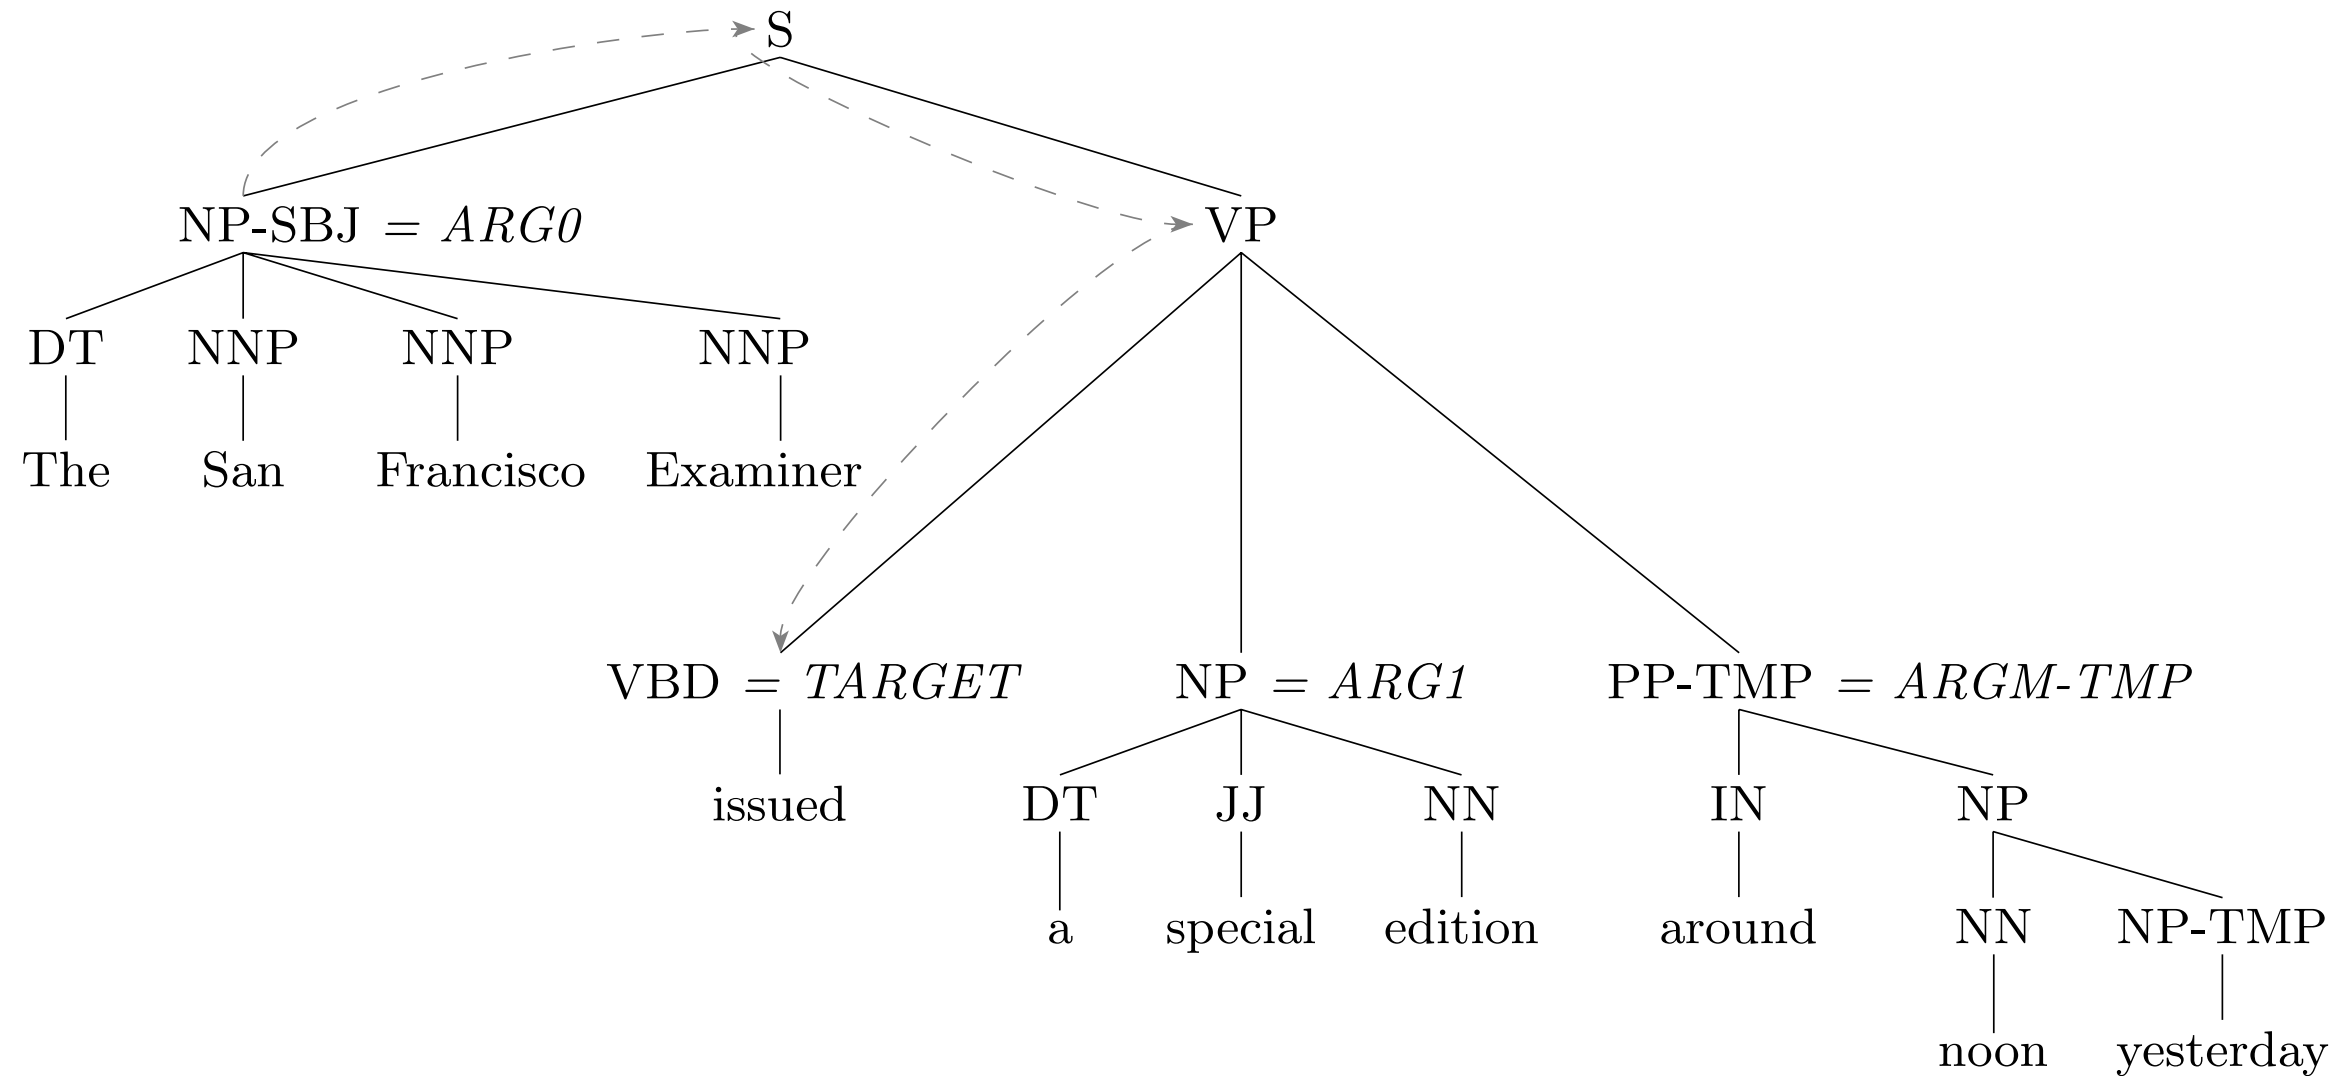 S
NP-SBJ = ARG0 VP
DT NNP NNP NNP
The San Francisco Examiner
VBD = TARGET NP = ARG1 PP-TMP = ARGM-TMP
issued DT JJ NN IN NP
a special edition around NN NP-TMP
noon yesterday